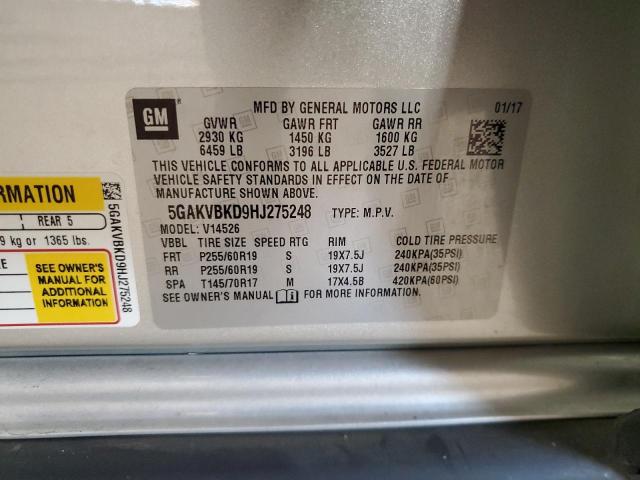 GM
MFD BY GENERAL MOTORS LLC 01/17
GVWR GAWR FRT GAWR RR
2930 KG 1450 KG 1600 KG
6459 LB 3196 LB 3527 LB
THIS VEHICLE CONFORMS TO ALL APPLICABLE U.S. FEDERAL MOTOR
VEHICLE SAFETY STANDARDS IN EFFECT ON THE DATE OF
MANUFACTURE SHOWN ABOVE.
5GAKVBKD9HJ275248 TYPE: M.P.V.
MODEL: V14526
VBBL TIRE SIZE SPEED RTG RIM COLD TIRE PRESSURE
FRT P255/60R19 S 19X7.5J 240KPA(35PSI)
RR P255/60R19 S 19X7.5J 240KPA(35PSI)
SPA T145/70R17 M 17X4.5B 420KPA(60PSI)
SEE OWNER'S MANUAL FOR MORE INFORMATION.
REAR 5
kg or 1365 lbs.
SEE OWNER'S
MANUAL FOR
ADDITIONAL
INFORMATION
5GAKVBKD9HJ275248